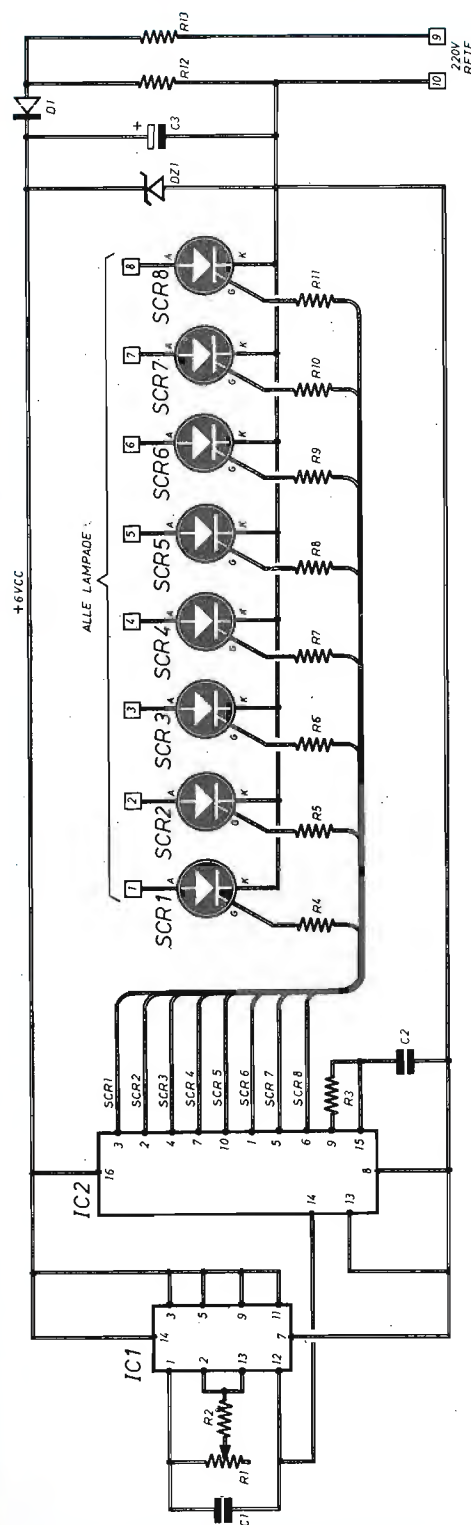 +6VCC
ALLE LAMPADE
1
2
3
4
5
6
7
8
A
A
A
A
A
A
A
A
SCR1
SCR2
SCR3
SCR4
SCR5
SCR6
SCR7
SCR8
G
G
G
G
G
G
G
G
K
K
K
K
K
K
K
K
R4
R5
R6
R7
R8
R9
R10
R11
IC1
14
1
2
13
12
3
5
9
11
7
R1
R2
C1
IC2
16
3
2
4
7
10
1
5
6
9
15
14
13
8
SCR1
SCR2
SCR3
SCR4
SCR5
SCR6
SCR7
SCR8
R3
C2
DZ1
+
C3
D1
R12
R13
10
9
220V
RETE